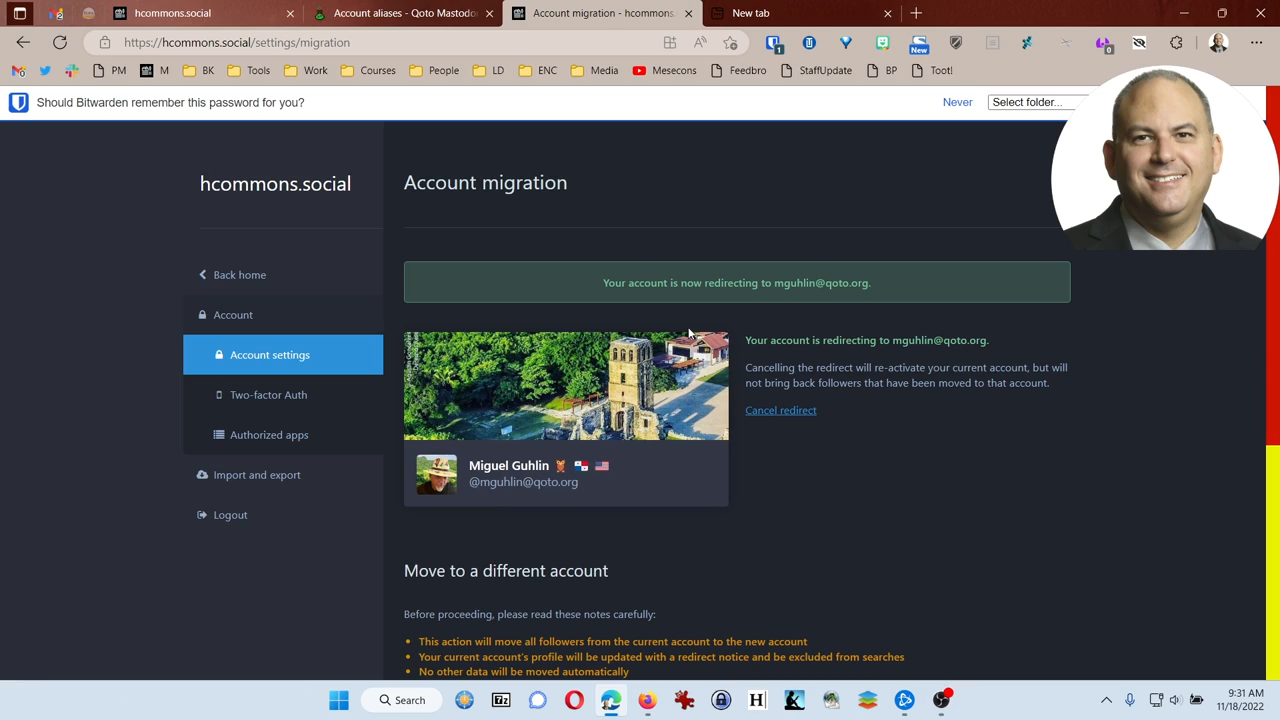 hcommons.social
Account aliases - Qoto Mastodo
Account migration - hcommons.
New tab
https://hcommons.social/settings/migration
1
New
0
PM
M
BK
Tools
Work
Courses
People
LD
ENC
Media
Mesecons
Feedbro
StaffUpdate
BP
Toot!
Should Bitwarden remember this password for you?
Never
Select folder...
hcommons.social
Account migration
Back home
Account
Account settings
Two-factor Auth
Authorized apps
Import and export
Logout
Your account is now redirecting to mguhlin@qoto.org.
Your account is redirecting to mguhlin@qoto.org.
Cancelling the redirect will re-activate your current account, but will
not bring back followers that have been moved to that account.
Cancel redirect
Miguel Guhlin
@mguhlin@qoto.org
Move to a different account
Before proceeding, please read these notes carefully:
This action will move all followers from the current account to the new account
Your current account's profile will be updated with a redirect notice and be excluded from searches
No other data will be moved automatically
Search
9:31 AM
11/18/2022